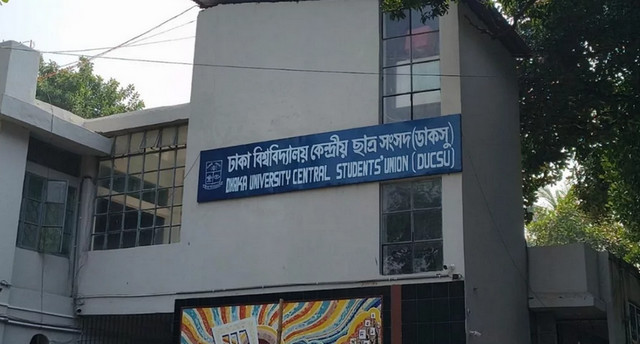 ঢাকা বিশ্ববিদ্যালয় কেন্দ্রীয় ছাত্র সংসদ (ডাকসু)
DHAKA UNIVERSITY CENTRAL STUDENTS' UNION (DUCSU)